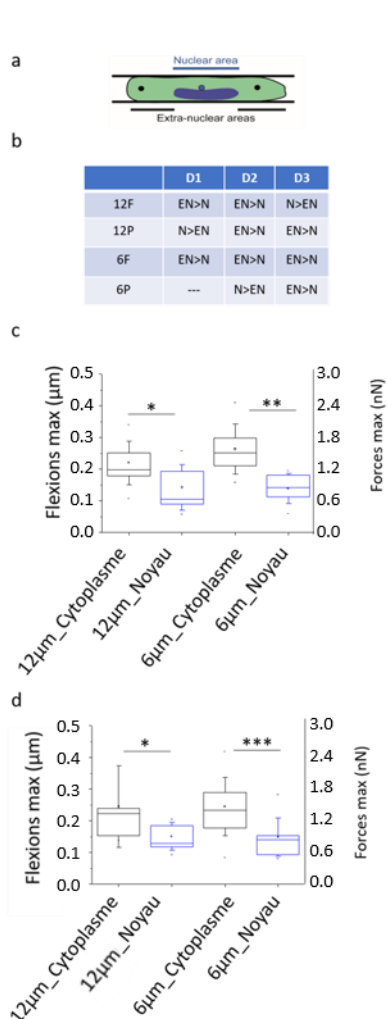 a
Nuclear area
Extra-nuclear areas
b
D1 D2 D3
12F EN>N EN>N N>EN
12P N>EN EN>N EN>N
6F EN>N EN>N EN>N
6P --- N>EN EN>N
c
Flexions max (µm)
0.5
0.4
0.3
0.2
0.1
0.0
* **
3.0
2.4
1.8
1.2
0.6
0.0
Forces max (nN)
12µm_Cytoplasme
12µm_Noyau
6µm_Cytoplasme
6µm_Noyau
d
Flexions max (µm)
0.5
0.4
0.3
0.2
0.1
0.0
* ***
3.0
2.4
1.8
1.2
0.6
0.0
Forces max (nN)
12µm_Cytoplasme
12µm_Noyau
6µm_Cytoplasme
6µm_Noyau